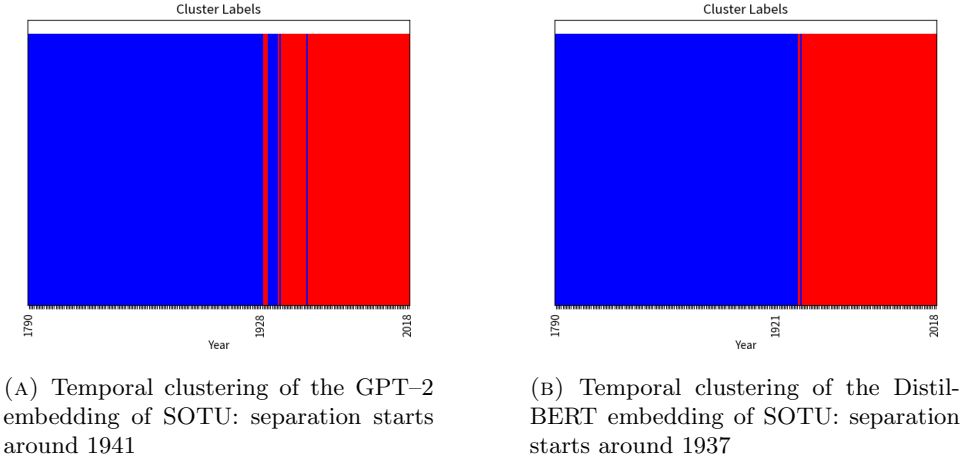 Cluster Labels
1790
1928
2018
Year
(A) Temporal clustering of the GPT–2
embedding of SOTU: separation starts
around 1941
Cluster Labels
1790
1921
2018
Year
(B) Temporal clustering of the Distil-
BERT embedding of SOTU: separation
starts around 1937